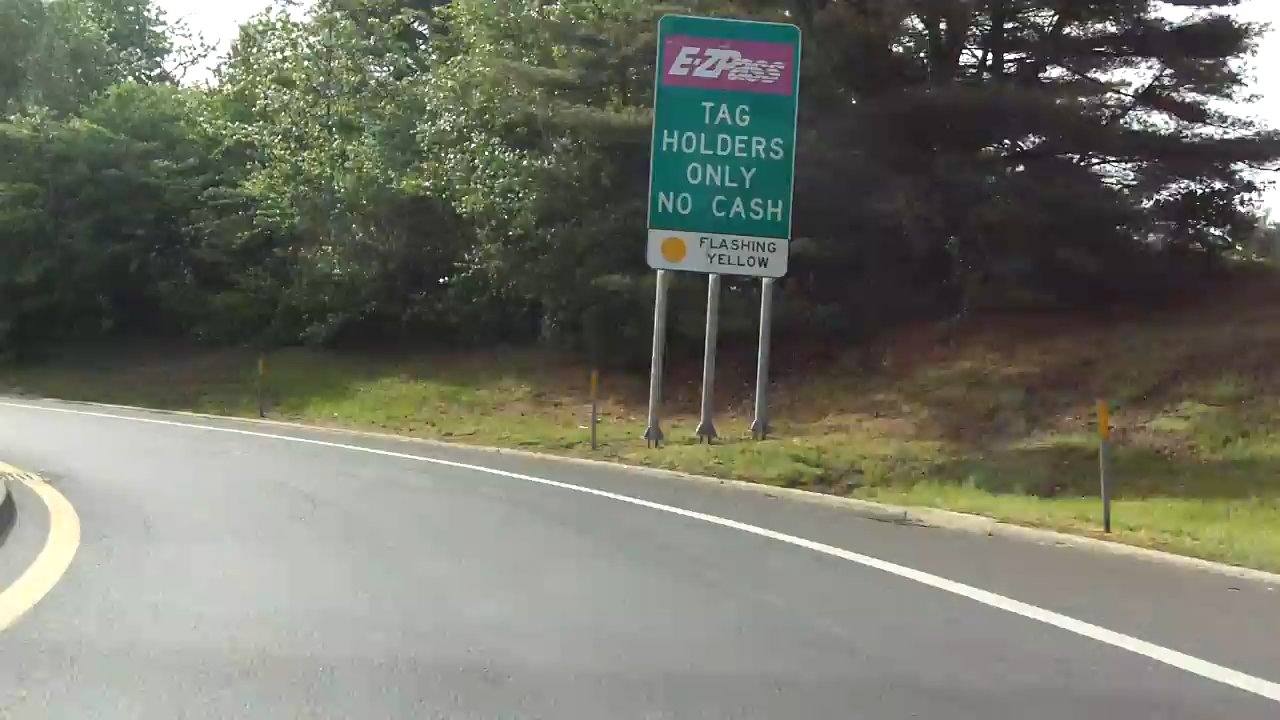 E-ZPass
TAG
HOLDERS
ONLY
NO CASH
FLASHING
YELLOW